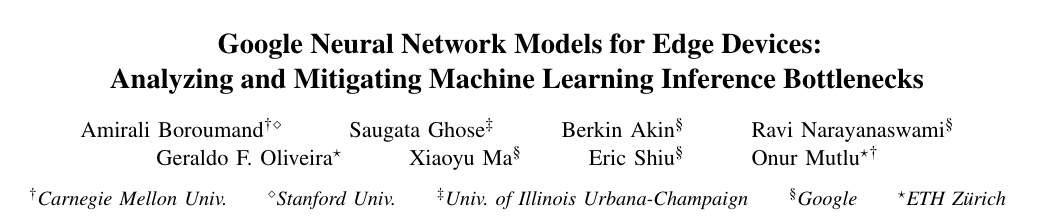 Google Neural Network Models for Edge Devices:
Analyzing and Mitigating Machine Learning Inference Bottlenecks
Amirali Boroumand†⋄ Saugata Ghose‡ Berkin Akin§ Ravi Narayanaswami§
Geraldo F. Oliveira⋆ Xiaoyu Ma§ Eric Shiu§ Onur Mutlu⋆†
†Carnegie Mellon Univ. ⋄Stanford Univ. ‡Univ. of Illinois Urbana-Champaign §Google ⋆ETH Zürich